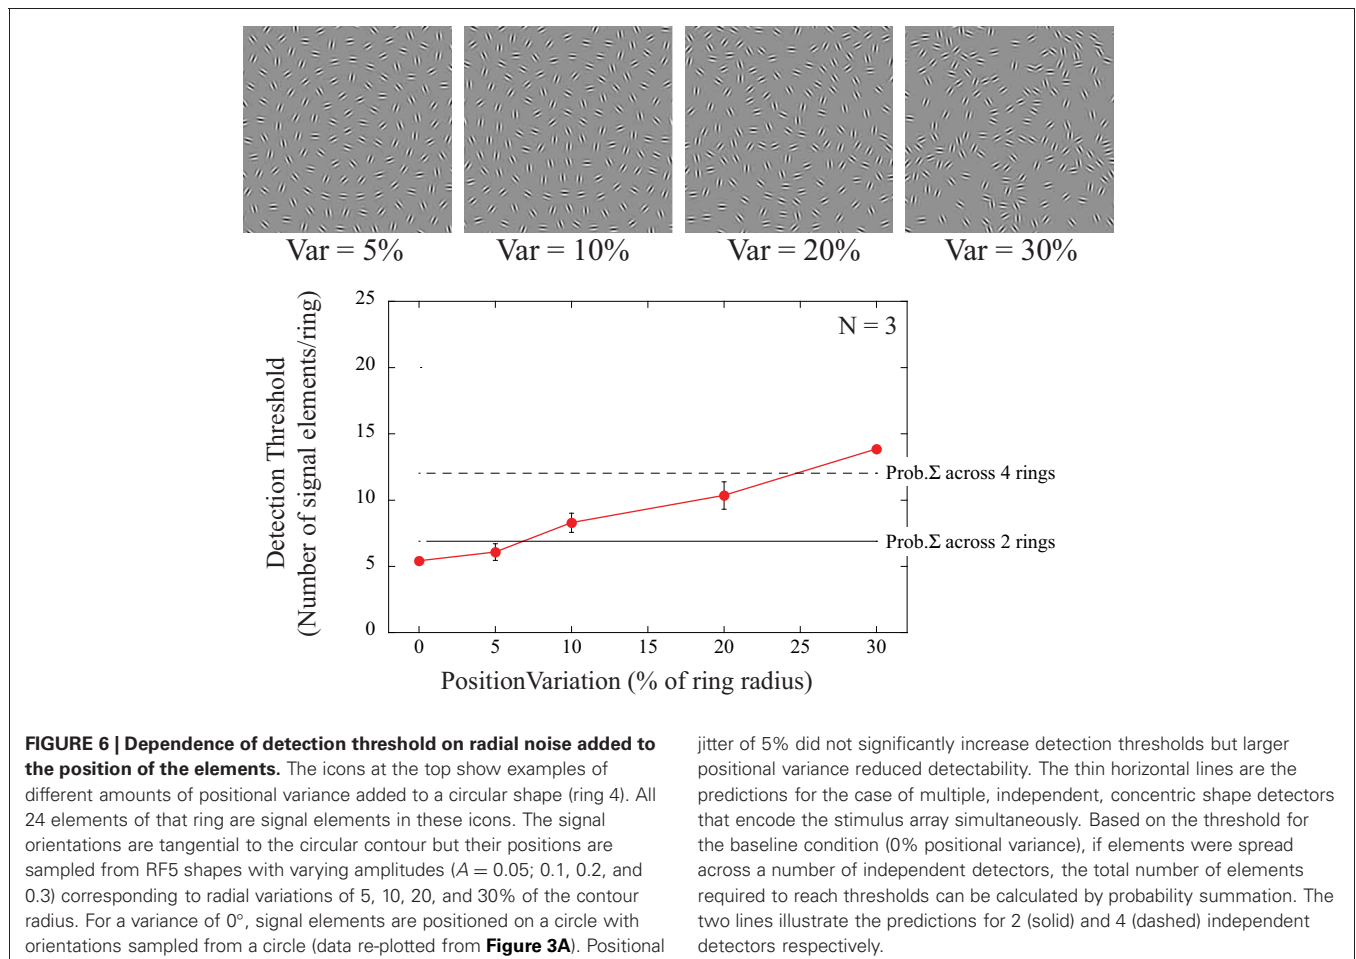 Var = 5%
Var = 10%
Var = 20%
Var = 30%
25
N = 3
20
15
Prob.Σ across 4 rings
10
Prob.Σ across 2 rings
5
0
Detection Threshold
(Number of signal elements/ring)
0 5 10 15 20 25 30
PositionVariation (% of ring radius)
FIGURE 6 | Dependence of detection threshold on radial noise added to
the position of the elements. The icons at the top show examples of
different amounts of positional variance added to a circular shape (ring 4). All
24 elements of that ring are signal elements in these icons. The signal
orientations are tangential to the circular contour but their positions are
sampled from RF5 shapes with varying amplitudes (A = 0.05; 0.1, 0.2, and
0.3) corresponding to radial variations of 5, 10, 20, and 30% of the contour
radius. For a variance of 0°, signal elements are positioned on a circle with
orientations sampled from a circle (data re-plotted from Figure 3A). Positional
jitter of 5% did not significantly increase detection thresholds but larger
positional variance reduced detectability. The thin horizontal lines are the
predictions for the case of multiple, independent, concentric shape detectors
that encode the stimulus array simultaneously. Based on the threshold for
the baseline condition (0% positional variance), if elements were spread
across a number of independent detectors, the total number of elements
required to reach thresholds can be calculated by probability summation. The
two lines illustrate the predictions for 2 (solid) and 4 (dashed) independent
detectors respectively.